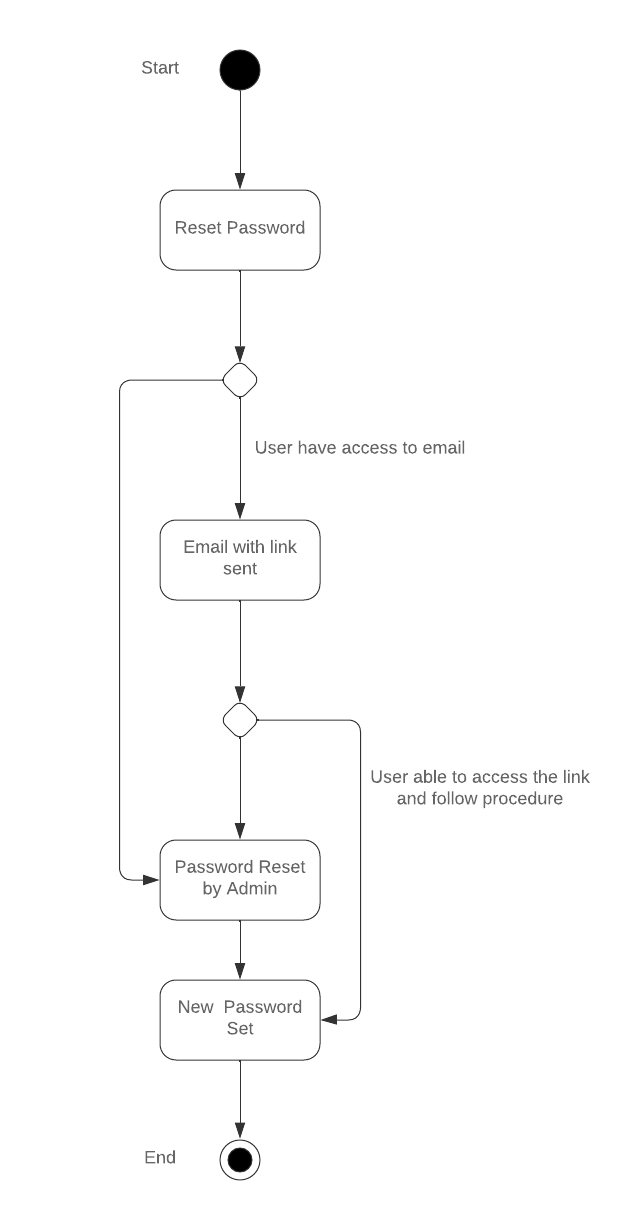 Start
Reset Password
User have access to email
Email with link
sent
User able to access the link
and follow procedure
Password Reset
by Admin
New  Password
Set
End